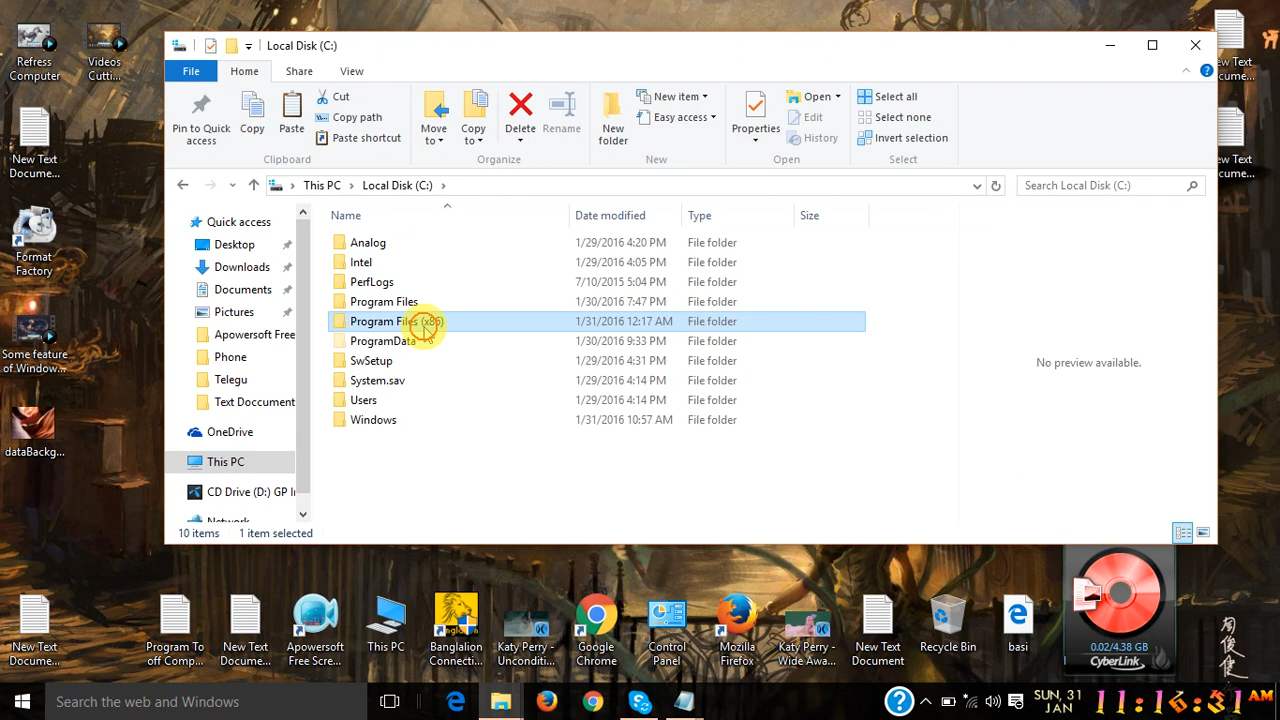 Local Disk (C:)
File Home Share View
Pin to Quick access
Copy
Paste
Cut
Copy path
Paste shortcut
Clipboard
Move to
Copy to
Delete
Rename
Organize
New folder
New item
Easy access
New
Properties
Open
Edit
History
Open
Select all
Select none
Invert selection
Select
This PC Local Disk (C:)
Search Local Disk (C:)
Name Date modified Type Size
Analog 1/29/2016 4:20 PM File folder
Intel 1/29/2016 4:05 PM File folder
PerfLogs 7/10/2015 5:04 PM File folder
Program Files 1/30/2016 7:47 PM File folder
Program Files (x86) 1/31/2016 12:17 AM File folder
ProgramData 1/30/2016 9:33 PM File folder
SwSetup 1/29/2016 4:31 PM File folder
System.sav 1/29/2016 4:14 PM File folder
Users 1/29/2016 4:14 PM File folder
Windows 1/31/2016 10:57 AM File folder
Quick access
Desktop
Downloads
Documents
Pictures
Apowersoft Free
Phone
Telegu
Text Doccument
OneDrive
This PC
CD Drive (D:) GP In
Network
No preview available.
10 items 1 item selected
Refress Computer
Videos Cutti...
New Text Docume...
Format Factory
Some feature of Window...
dataBackg...
New Text Docume...
Program To off Comp...
New Text Docume...
Apowersoft Free Scre...
This PC
Banglalion Connecti...
Katy Perry - Unconditi...
Google Chrome
Control Panel
Mozilla Firefox
Katy Perry - Wide Awa...
New Text Document
Recycle Bin
basi
0.02/4.38 GB
CyberLink
Search the web and Windows
SUN, 31
JAN
11:16:31 AM